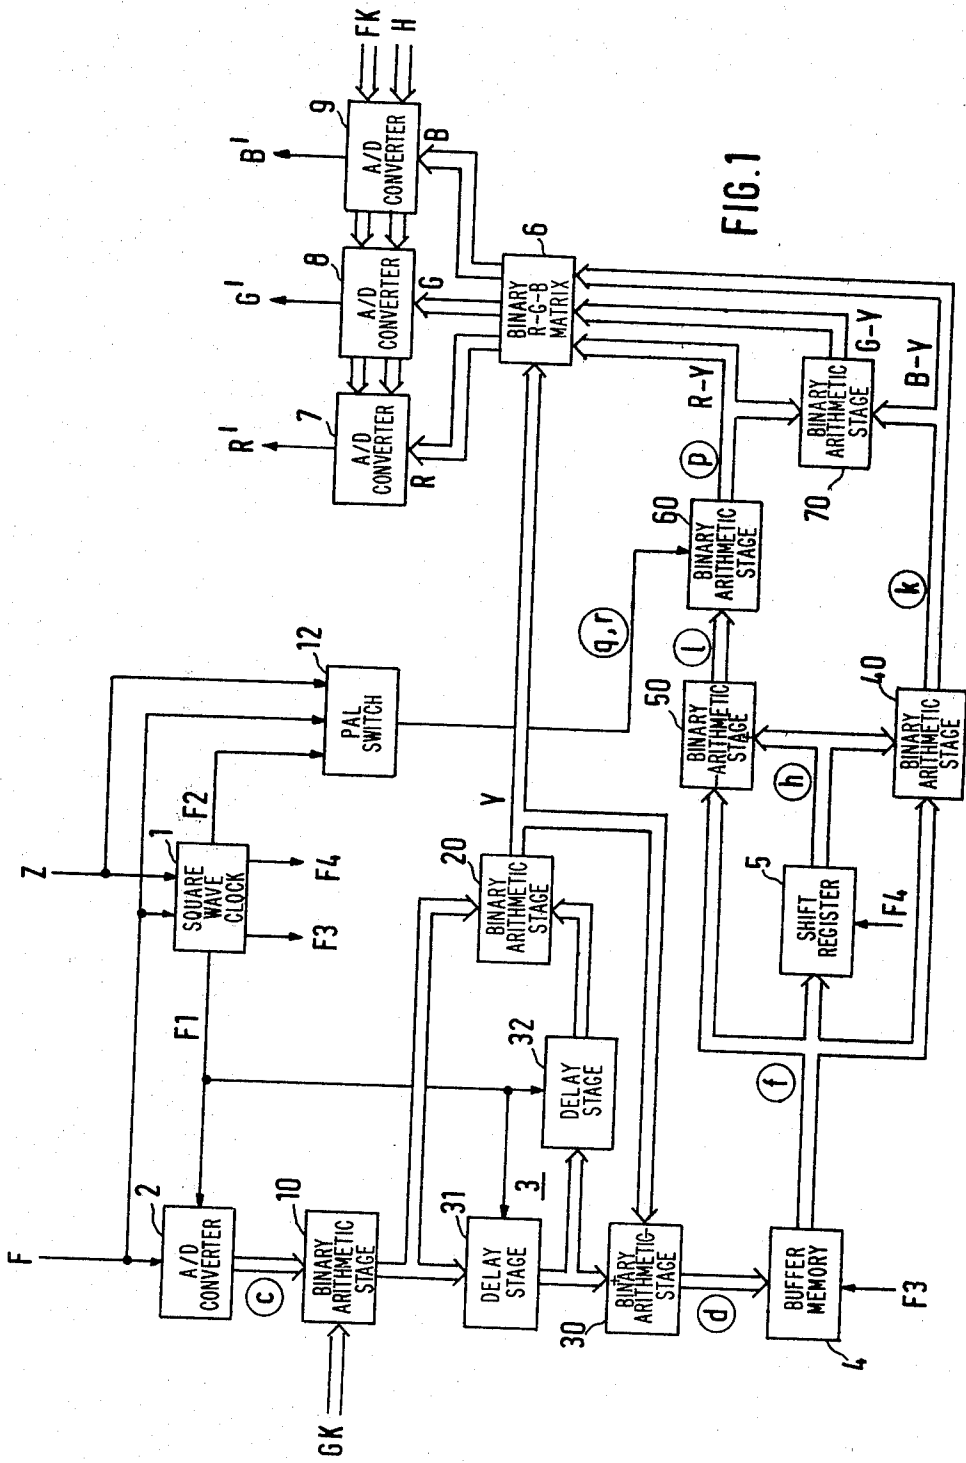 F
Z
F1
F2
F3
F4
2
A/D
CONVERTER
1
SQUARE
WAVE
CLOCK
12
PAL
SWITCH
c
10
BINARY
ARITHMETIC
STAGE
GK
31
DELAY
STAGE
3
32
DELAY
STAGE
20
BINARY
ARITHMETIC
STAGE
Y
30
BINARY
ARITHMETIC
STAGE
d
4
BUFFER
MEMORY
F3
f
5
SHIFT
REGISTER
F4
h
50
BINARY
ARITHMETIC
STAGE
l
q,r
60
BINARY
ARITHMETIC
STAGE
p
R-Y
40
BINARY
ARITHMETIC
STAGE
k
70
BINARY
ARITHMETIC
STAGE
G-Y
B-Y
6
BINARY
R-G-B
MATRIX
R
G
B
7
A/D
CONVERTER
8
A/D
CONVERTER
9
A/D
CONVERTER
R'
G'
B'
FK
H
FIG.1